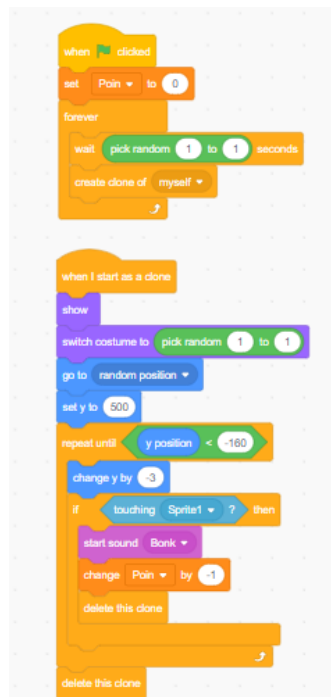 when clicked
set Poin to 0
forever
wait pick random 1 to 1 seconds
create clone of myself
when I start as a clone
show
switch costume to pick random 1 to 1
go to random position
set y to 500
repeat until y position < -160
change y by -3
if touching Sprite1 ? then
start sound Bonk
change Poin by -1
delete this clone
delete this clone